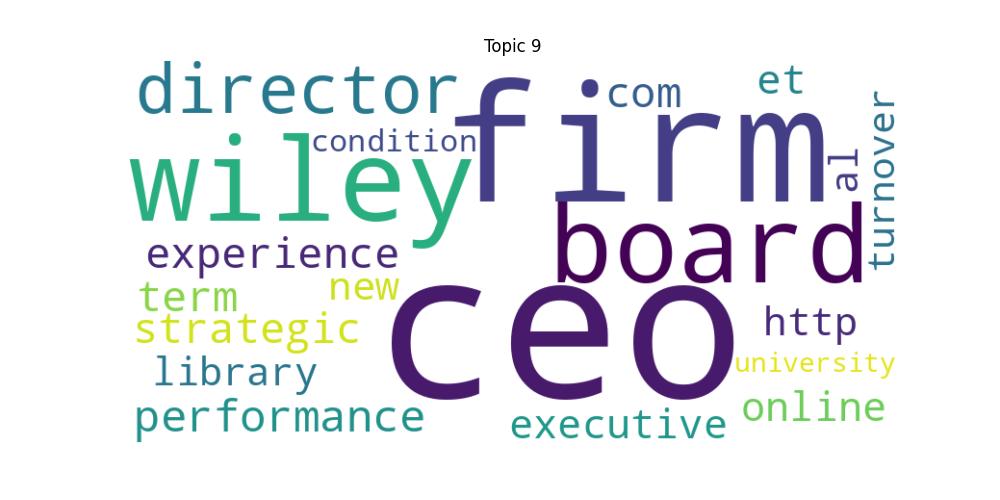 Topic 9
director
firm
com
et
wiley
condition
al
turnover
board
experience
new
term
ceo
strategic
http
university
library
online
performance
executive